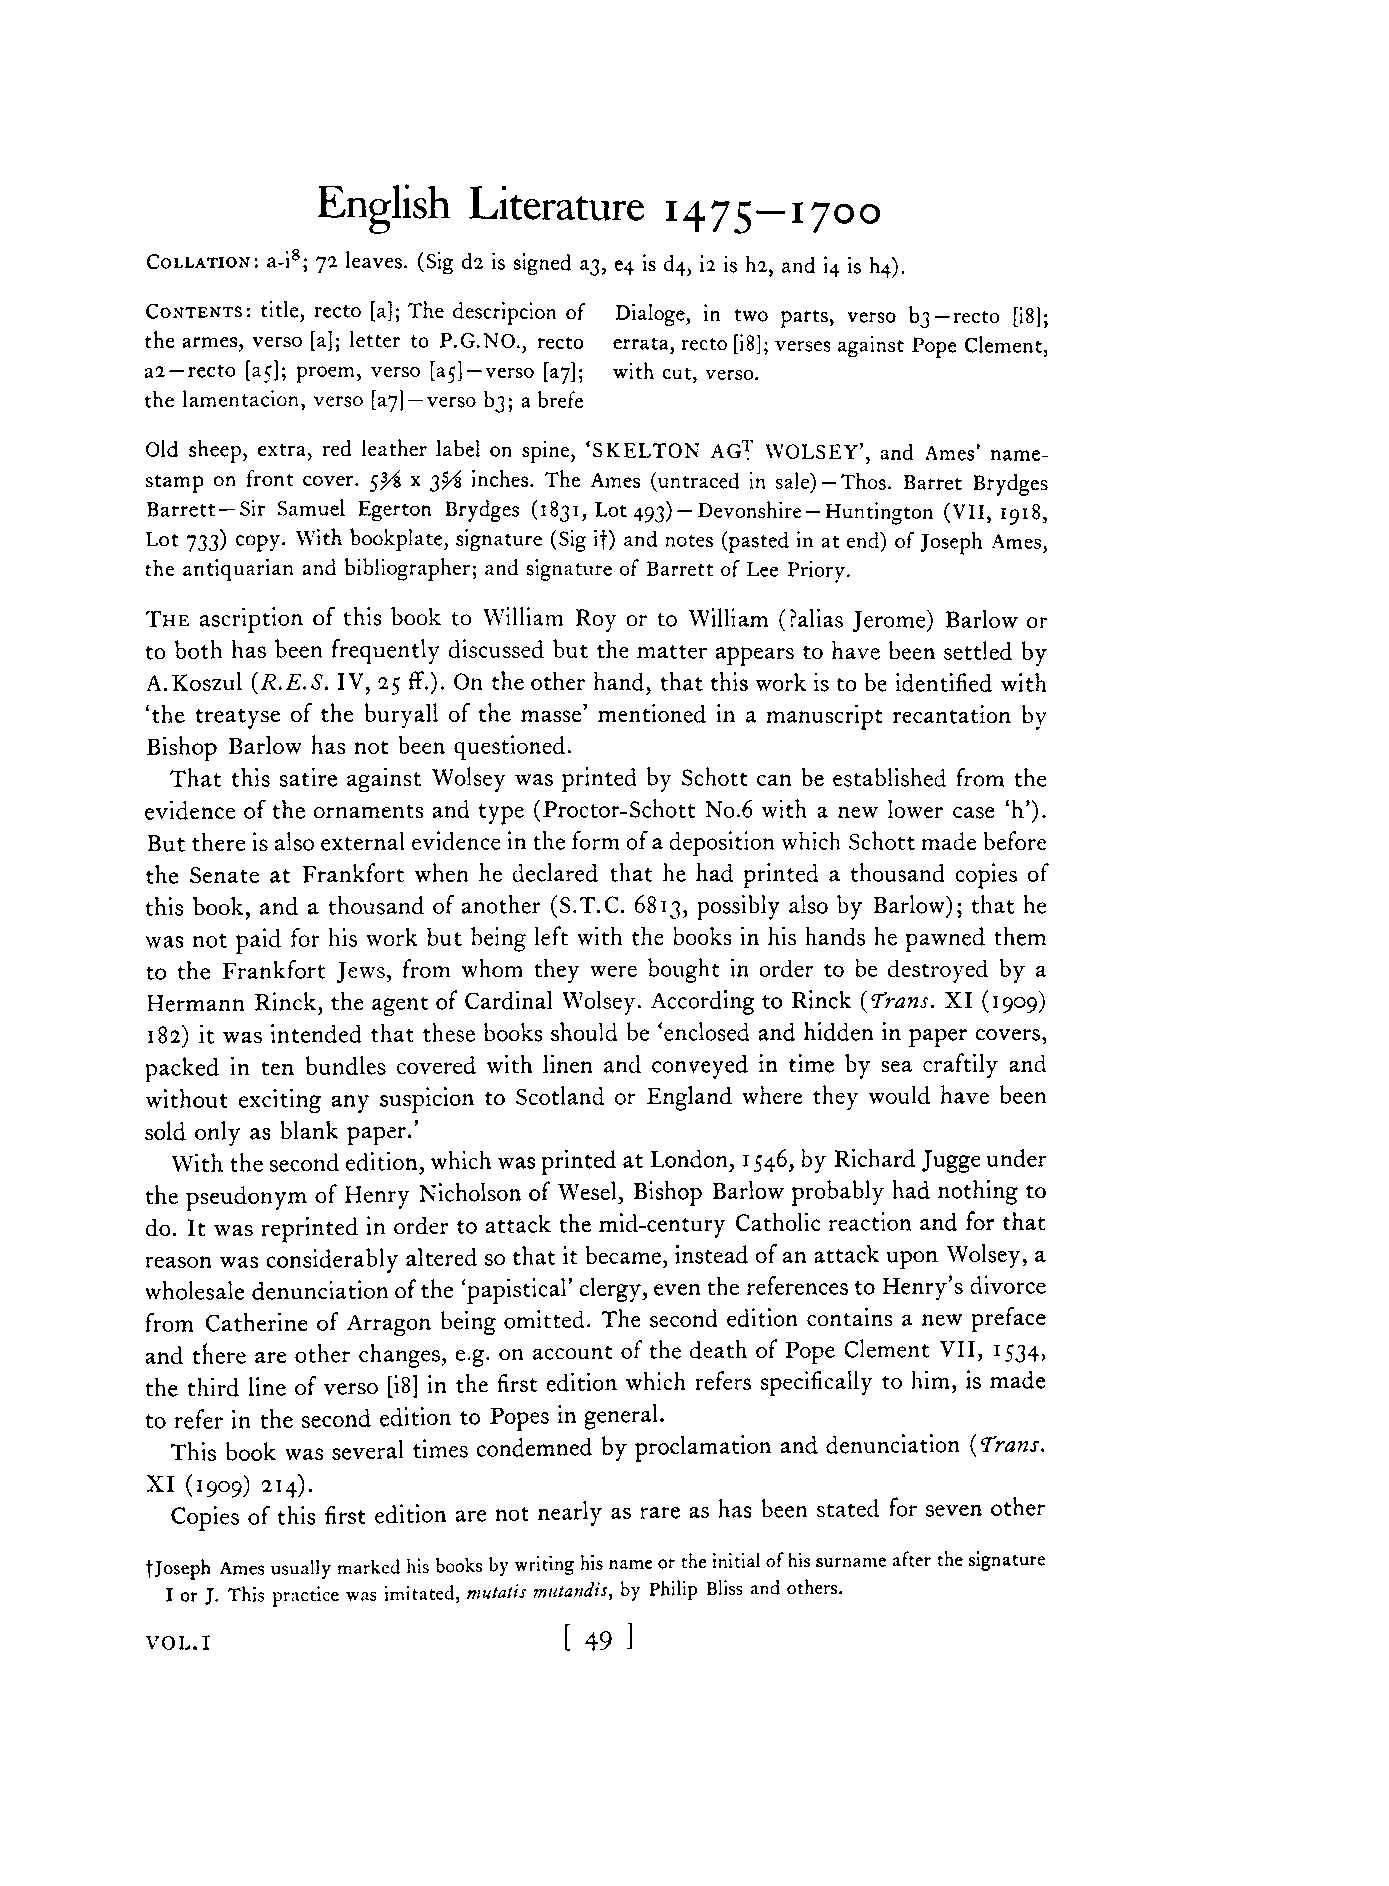 English Literature 1475—1700
COLLATION: a-i⁸; 72 leaves. (Sig d2 is signed a3, e4 is d4, i2 is h2, and i4 is h4).
CONTENTS: title, recto [a]; The descripcion of
the armes, verso [a]; letter to P.G.NO., recto
a2—recto [a5]; proem, verso [a5]—verso [a7];
the lamentacion, verso [a7]—verso b3; a brefe
Dialoge, in two parts, verso b3—recto [i8];
errata, recto [i8]; verses against Pope Clement,
with cut, verso.
Old sheep, extra, red leather label on spine, ‘SKELTON AGT. WOLSEY’, and Ames’ name-
stamp on front cover. 5⅜ x 3⅝ inches. The Ames (untraced in sale)—Thos. Barret Brydges
Barrett—Sir Samuel Egerton Brydges (1831, Lot 493)—Devonshire—Huntington (VII, 1918,
Lot 733) copy. With bookplate, signature (Sig i†) and notes (pasted in at end) of Joseph Ames,
the antiquarian and bibliographer; and signature of Barrett of Lee Priory.
THE ascription of this book to William Roy or to William (?alias Jerome) Barlow or
to both has been frequently discussed but the matter appears to have been settled by
A.Koszul (R.E.S. IV, 25 ff.). On the other hand, that this work is to be identified with
‘the treatyse of the buryall of the masse’ mentioned in a manuscript recantation by
Bishop Barlow has not been questioned.
That this satire against Wolsey was printed by Schott can be established from the
evidence of the ornaments and type (Proctor-Schott No.6 with a new lower case ‘h’).
But there is also external evidence in the form of a deposition which Schott made before
the Senate at Frankfort when he declared that he had printed a thousand copies of
this book, and a thousand of another (S.T.C. 6813, possibly also by Barlow); that he
was not paid for his work but being left with the books in his hands he pawned them
to the Frankfort Jews, from whom they were bought in order to be destroyed by a
Hermann Rinck, the agent of Cardinal Wolsey. According to Rinck (Trans. XI (1909)
182) it was intended that these books should be ‘enclosed and hidden in paper covers,
packed in ten bundles covered with linen and conveyed in time by sea craftily and
without exciting any suspicion to Scotland or England where they would have been
sold only as blank paper.’
With the second edition, which was printed at London, 1546, by Richard Jugge under
the pseudonym of Henry Nicholson of Wesel, Bishop Barlow probably had nothing to
do. It was reprinted in order to attack the mid-century Catholic reaction and for that
reason was considerably altered so that it became, instead of an attack upon Wolsey, a
wholesale denunciation of the ‘papistical’ clergy, even the references to Henry’s divorce
from Catherine of Arragon being omitted. The second edition contains a new preface
and there are other changes, e.g. on account of the death of Pope Clement VII, 1534,
the third line of verso [i8] in the first edition which refers specifically to him, is made
to refer in the second edition to Popes in general.
This book was several times condemned by proclamation and denunciation (Trans.
XI (1909) 214).
Copies of this first edition are not nearly as rare as has been stated for seven other
†Joseph Ames usually marked his books by writing his name or the initial of his surname after the signature
I or J. This practice was imitated, mutatis mutandis, by Philip Bliss and others.
VOL.I [ 49 ]